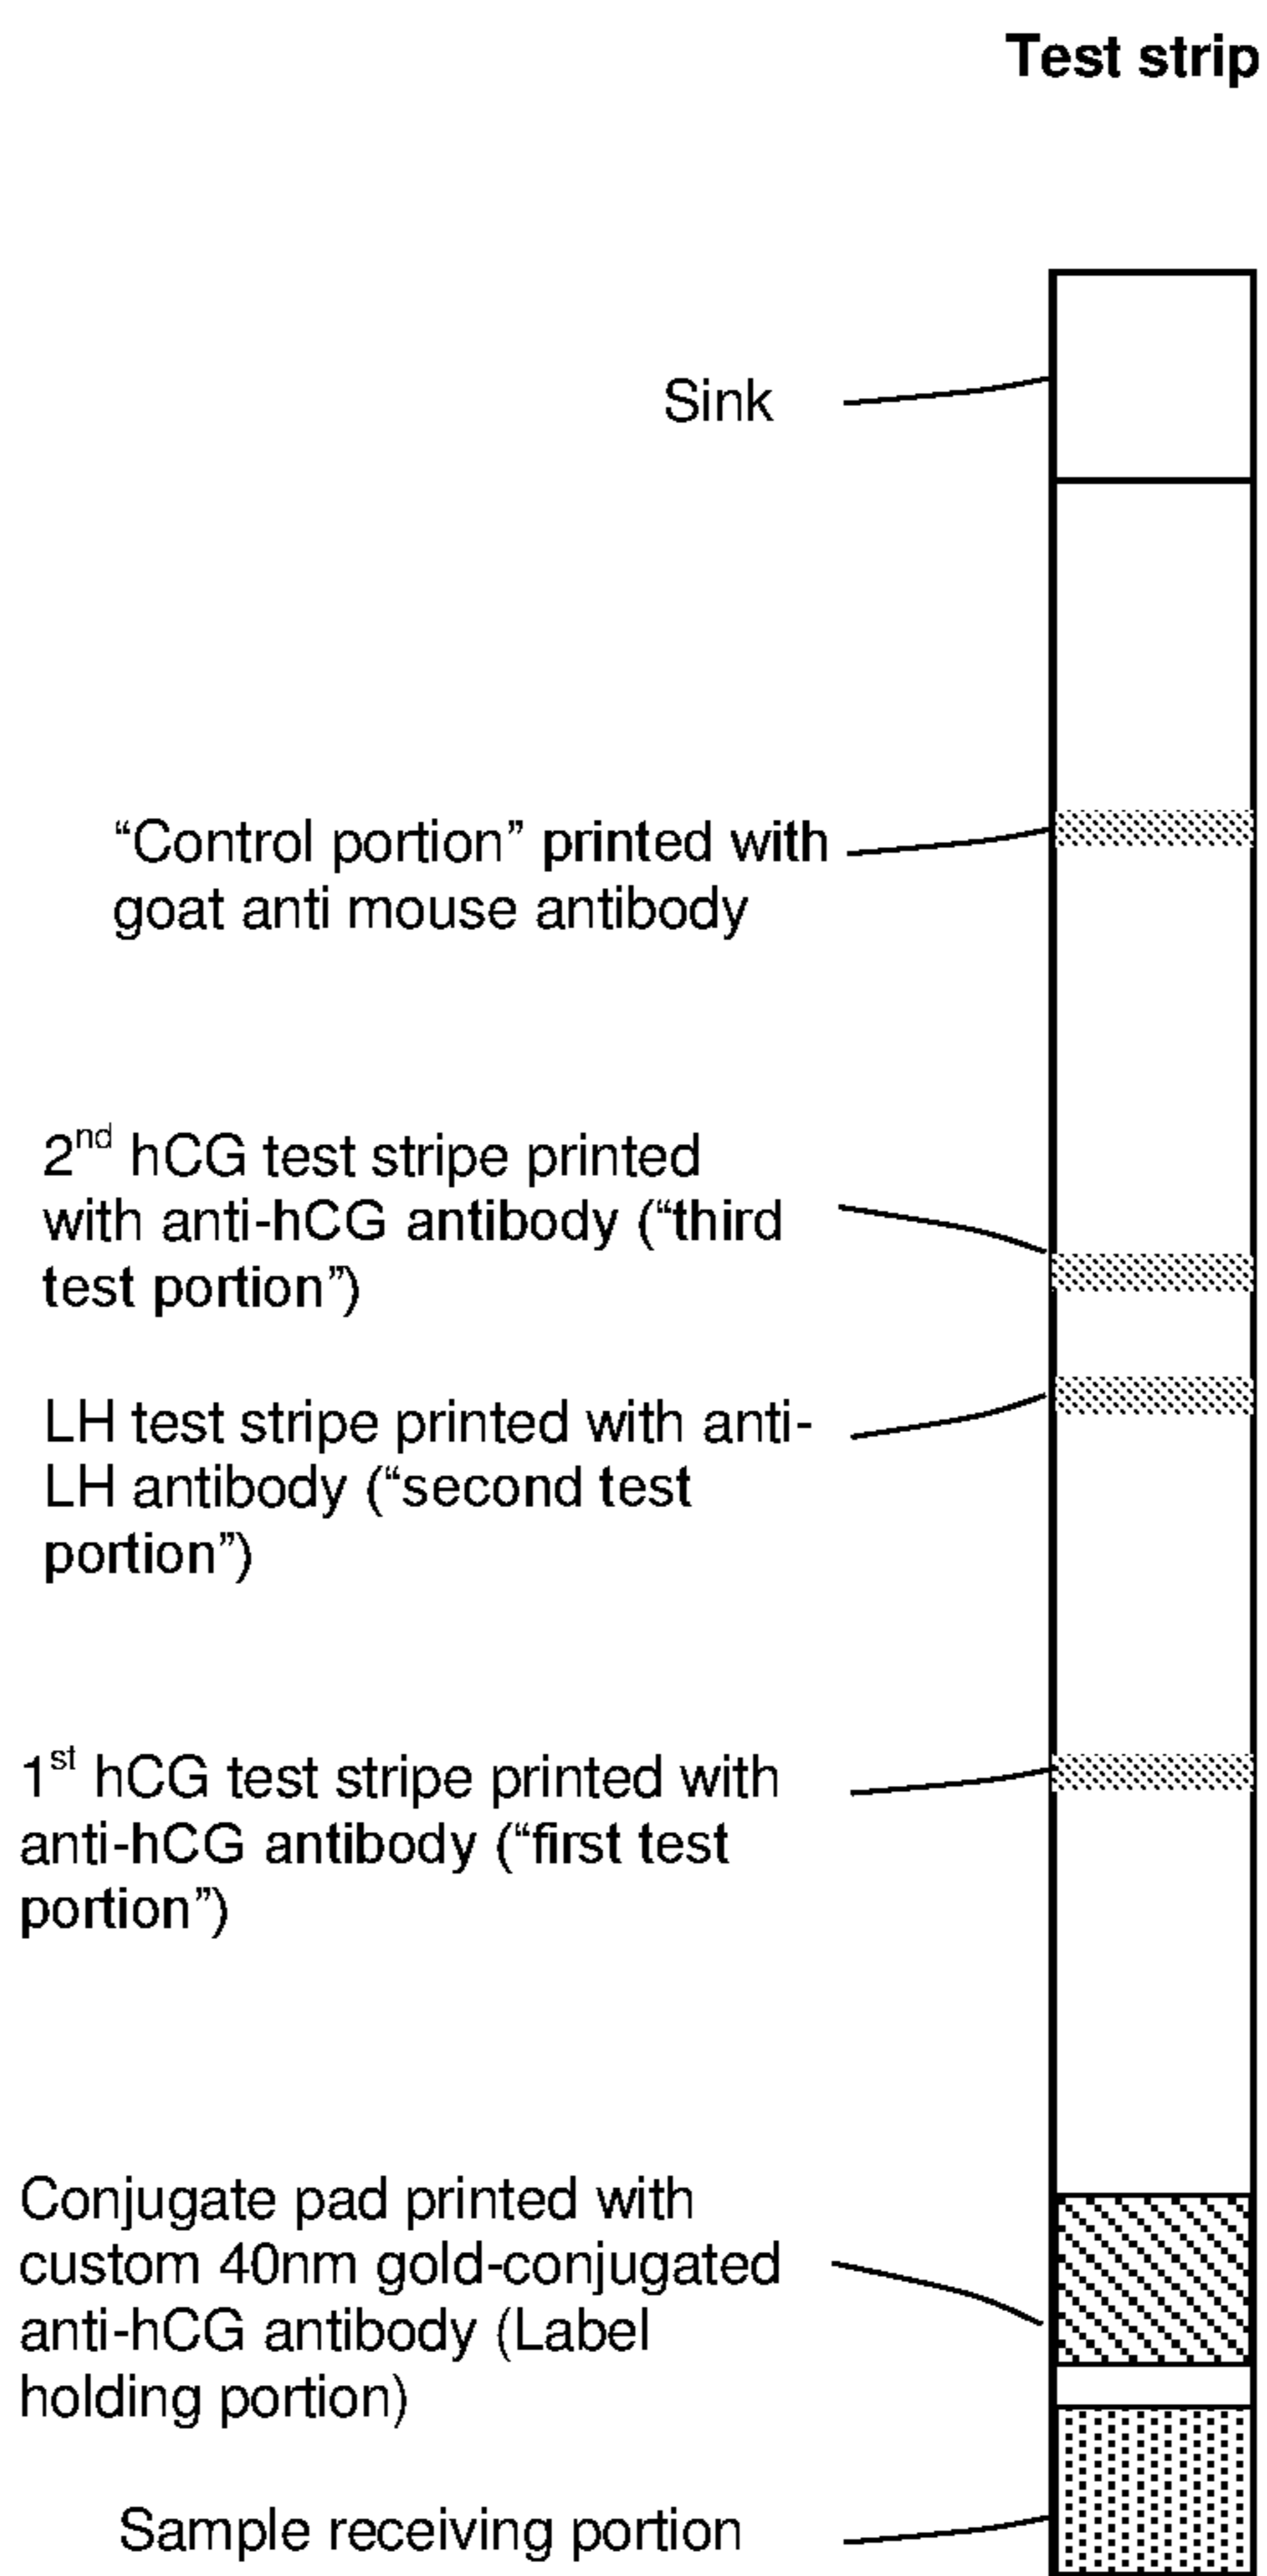 Test strip
Sink
“Control portion” printed with
goat anti mouse antibody
2nd hCG test stripe printed
with anti-hCG antibody (“third
test portion”)
LH test stripe printed with anti-
LH antibody (“second test
portion”)
1st hCG test stripe printed with
anti-hCG antibody (“first test
portion”)
Conjugate pad printed with
custom 40nm gold-conjugated
anti-hCG antibody (Label
holding portion)
Sample receiving portion